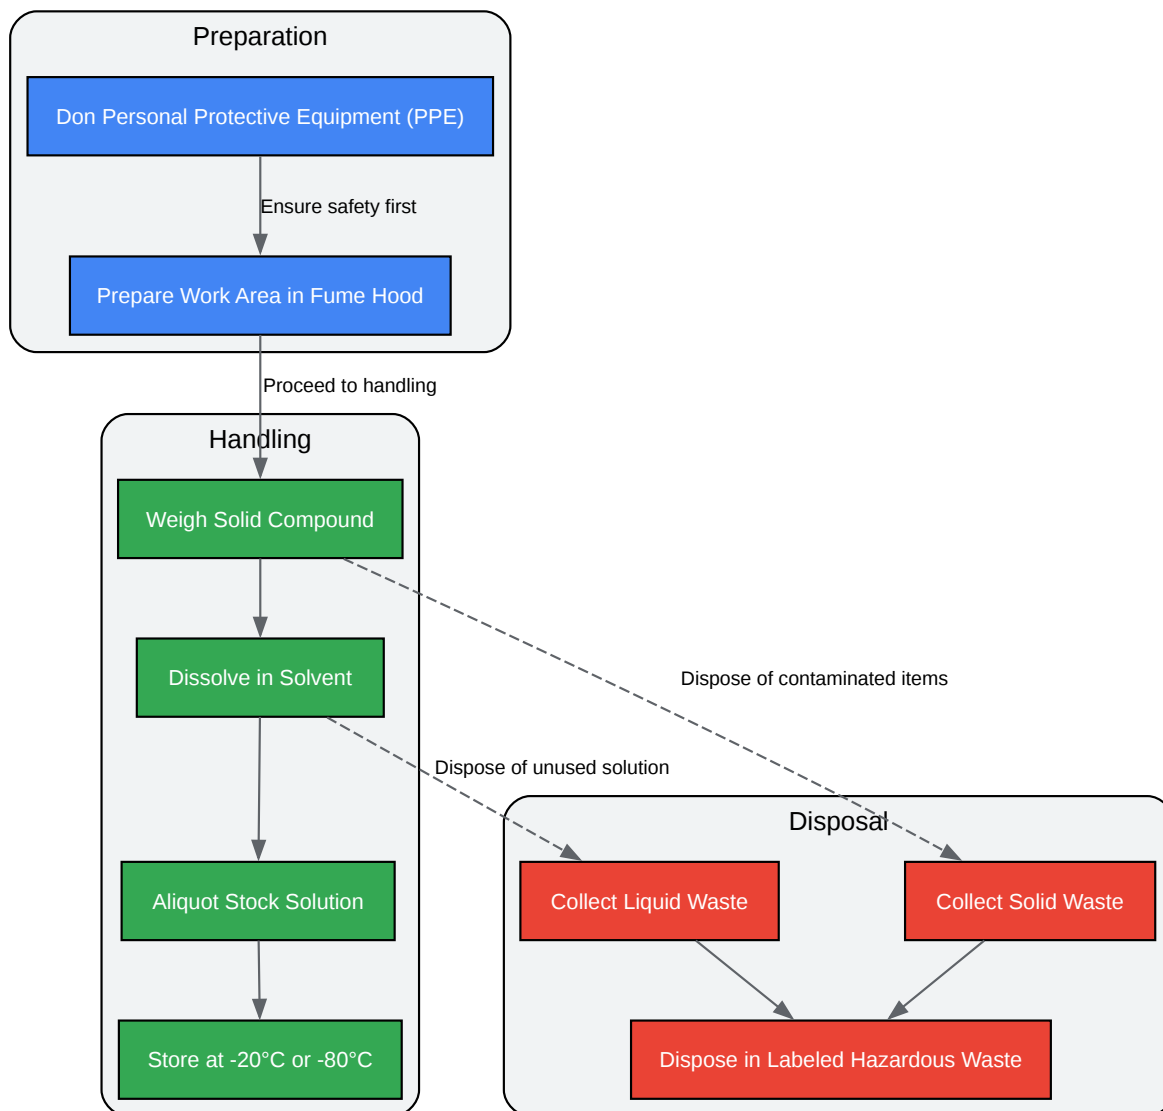 Preparation
Don Personal Protective Equipment (PPE)
Ensure safety first
Prepare Work Area in Fume Hood
Proceed to handling
Handling
Weigh Solid Compound
Dissolve in Solvent
Dispose of contaminated items
Dispose of unused solution
Disposal
Aliquot Stock Solution
Collect Liquid Waste
Collect Solid Waste
Store at -20°C or -80°C
Dispose in Labeled Hazardous Waste